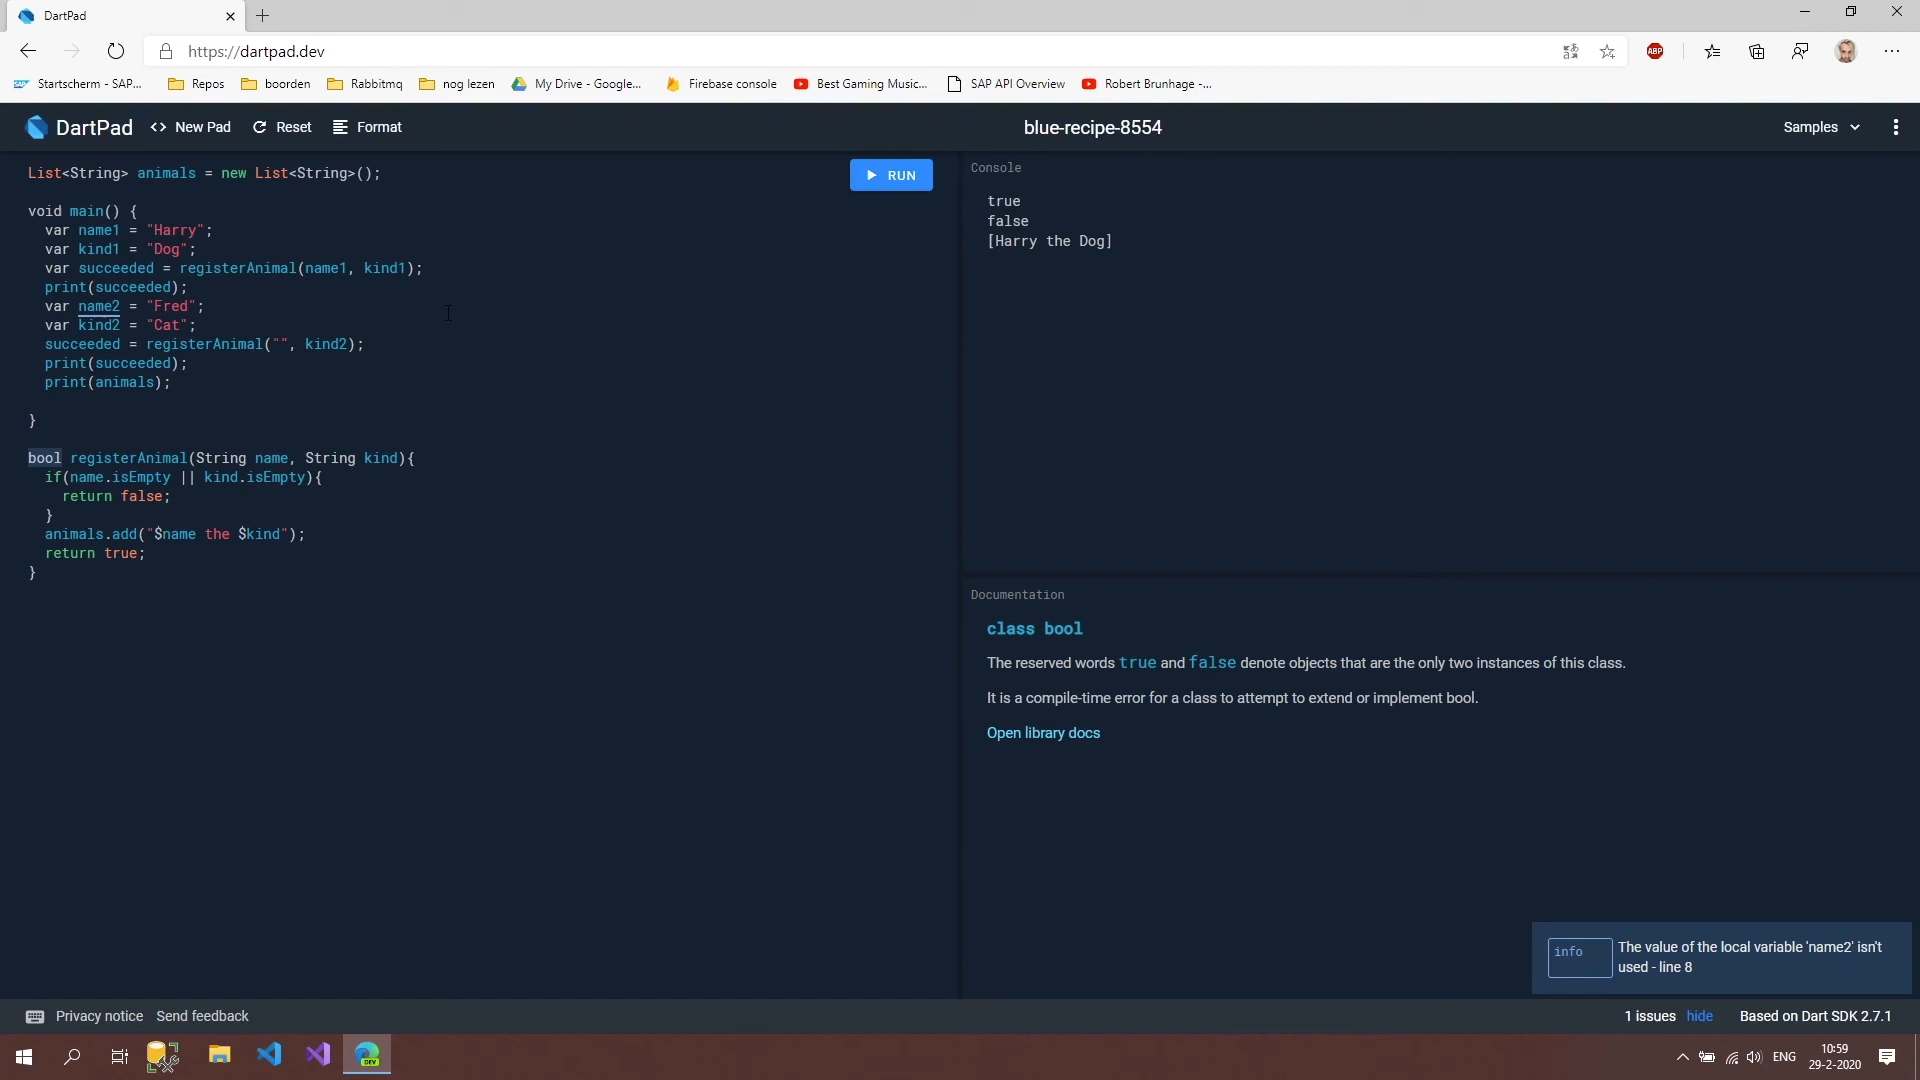 DartPad
https://dartpad.dev
ABP
Startscherm - SAP...
Repos
boorden
Rabbitmq
nog lezen
My Drive - Google...
Firebase console
Best Gaming Music...
SAP API Overview
Robert Brunhage -...
DartPad
<> New Pad
Reset
Format
blue-recipe-8554
Samples
List<String> animals = new List<String>();
void main() {
var name1 = "Harry";
var kind1 = "Dog";
var succeeded = registerAnimal(name1, kind1);
print(succeeded);
var name2 = "Fred";
var kind2 = "Cat";
succeeded = registerAnimal("", kind2);
print(succeeded);
print(animals);
}
bool registerAnimal(String name, String kind){
if(name.isEmpty || kind.isEmpty){
return false;
}
animals.add("$name the $kind");
return true;
}
RUN
Console
true
false
[Harry the Dog]
Documentation
class bool
The reserved words true and false denote objects that are the only two instances of this class.
It is a compile-time error for a class to attempt to extend or implement bool.
Open library docs
info
The value of the local variable 'name2' isn't
used - line 8
Privacy notice
Send feedback
1 issues
hide
Based on Dart SDK 2.7.1
DEV
ENG
10:59
29-2-2020